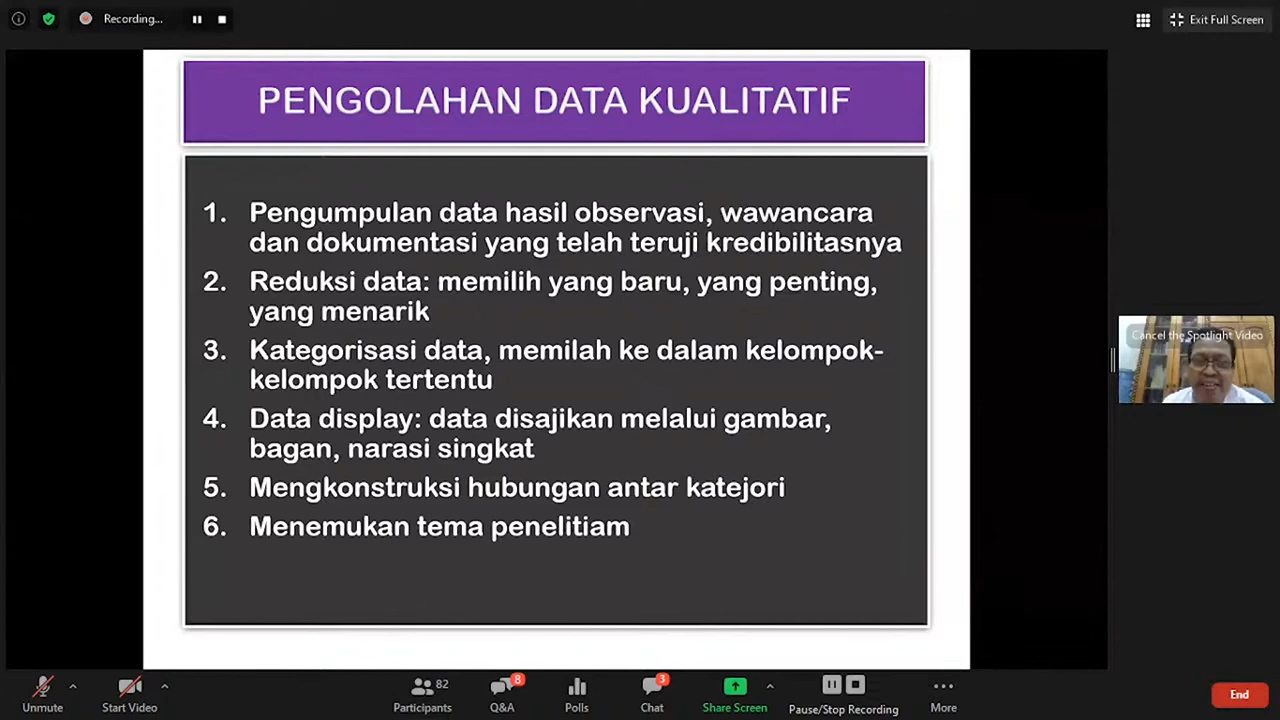 Recording...
Exit Full Screen
PENGOLAHAN DATA KUALITATIF
1. Pengumpulan data hasil observasi, wawancara
dan dokumentasi yang telah teruji kredibilitasnya
2. Reduksi data: memilih yang baru, yang penting,
yang menarik
3. Kategorisasi data, memilah ke dalam kelompok-
kelompok tertentu
4. Data display: data disajikan melalui gambar,
bagan, narasi singkat
5. Mengkonstruksi hubungan antar katejori
6. Menemukan tema penelitiam
Cancel the Spotlight Video
82
8
3
Unmute
Start Video
Participants
Q&A
Polls
Chat
Share Screen
Pause/Stop Recording
More
End